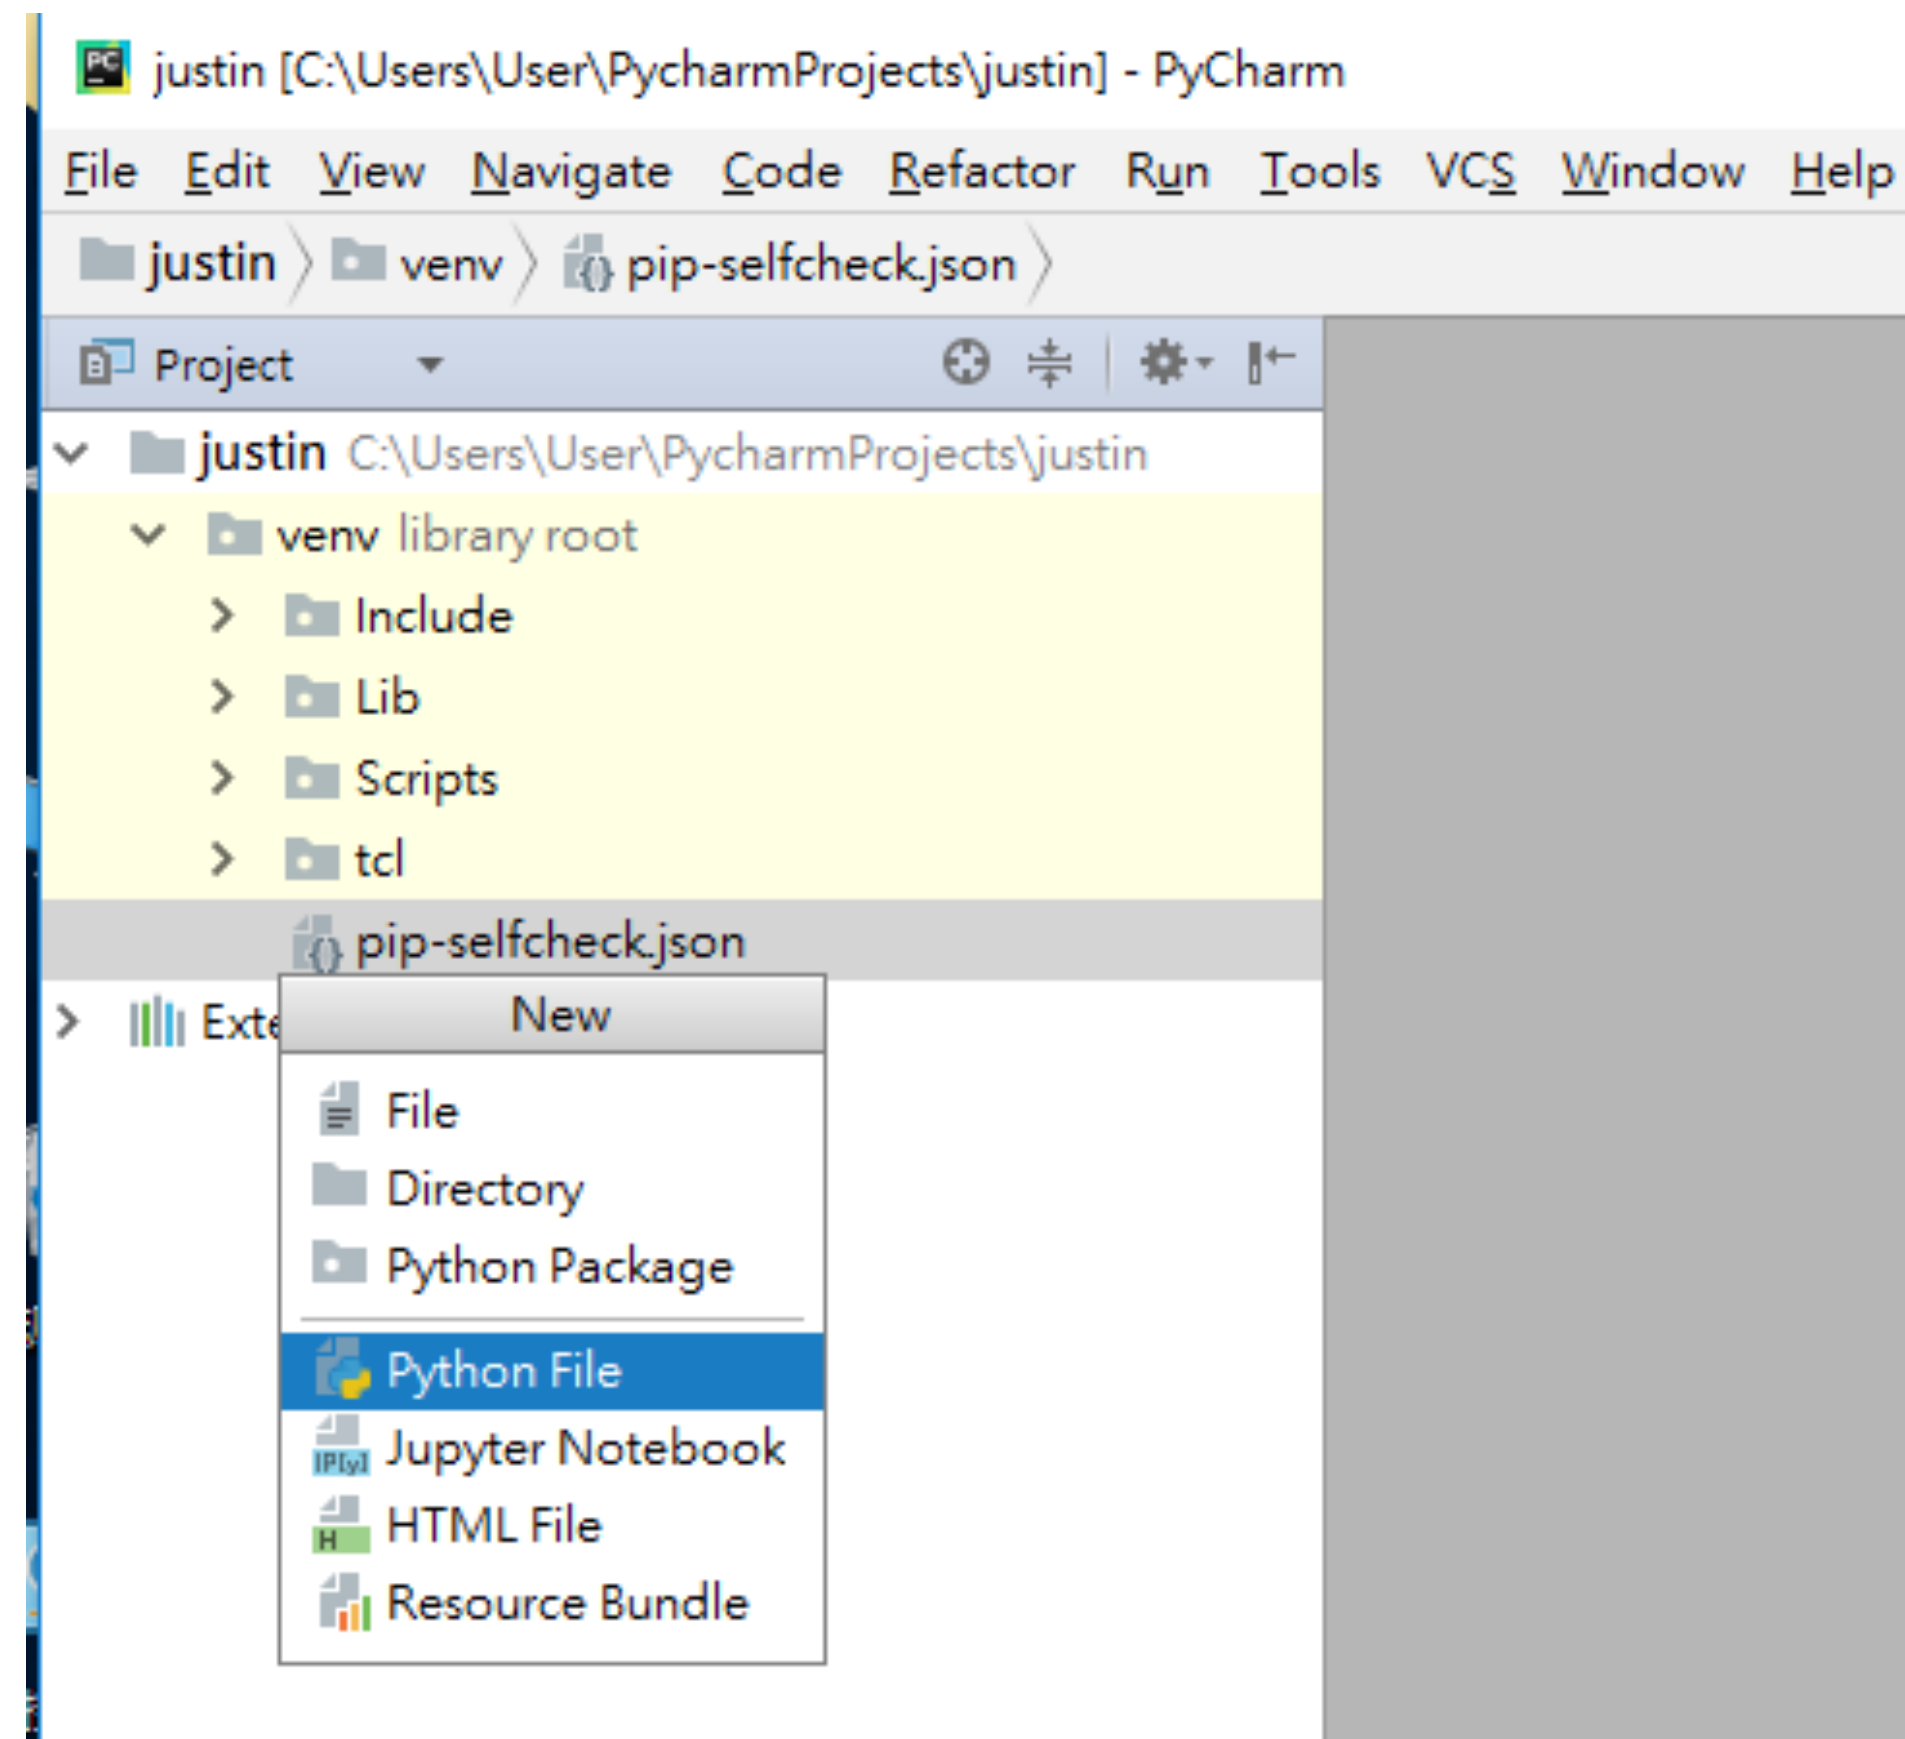 justin [C:\Users\User\PycharmProjects\justin] - PyCharm
File Edit View Navigate Code Refactor Run Tools VCS Window Help
justin venv pip-selfcheck.json
Project
justin C:\Users\User\PycharmProjects\justin
venv library root
Include
Lib
Scripts
tcl
pip-selfcheck.json
Exte
New
File
Directory
Python Package
Python File
Jupyter Notebook
HTML File
Resource Bundle